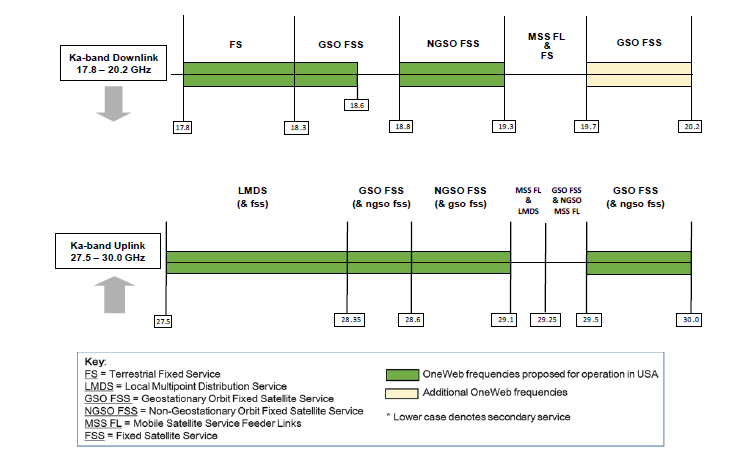 FS
GSO FSS
NGSO FSS
MSS FL
&
FS
GSO FSS
Ka-band Downlink
17.8 – 20.2 GHz
17.8
18.3
18.6
18.8
19.3
19.7
20.2
LMDS
(& fss)
GSO FSS
(& ngso fss)
NGSO FSS
(& gso fss)
MSS FL
&
LMDS
GSO FSS
& NGSO
MSS FL
GSO FSS
(& ngso fss)
Ka-band Uplink
27.5 – 30.0 GHz
27.5
28.35
28.6
29.1
29.25
29.5
30.0
Key:
FS = Terrestrial Fixed Service
LMDS = Local Multipoint Distribution Service
GSO FSS = Geostationary Orbit Fixed Satellite Service
NGSO FSS = Non-Geostationary Orbit Fixed Satellite Service
MSS FL = Mobile Satellite Service Feeder Links
FSS = Fixed Satellite Service
OneWeb frequencies proposed for operation in USA
Additional OneWeb frequencies
* Lower case denotes secondary service